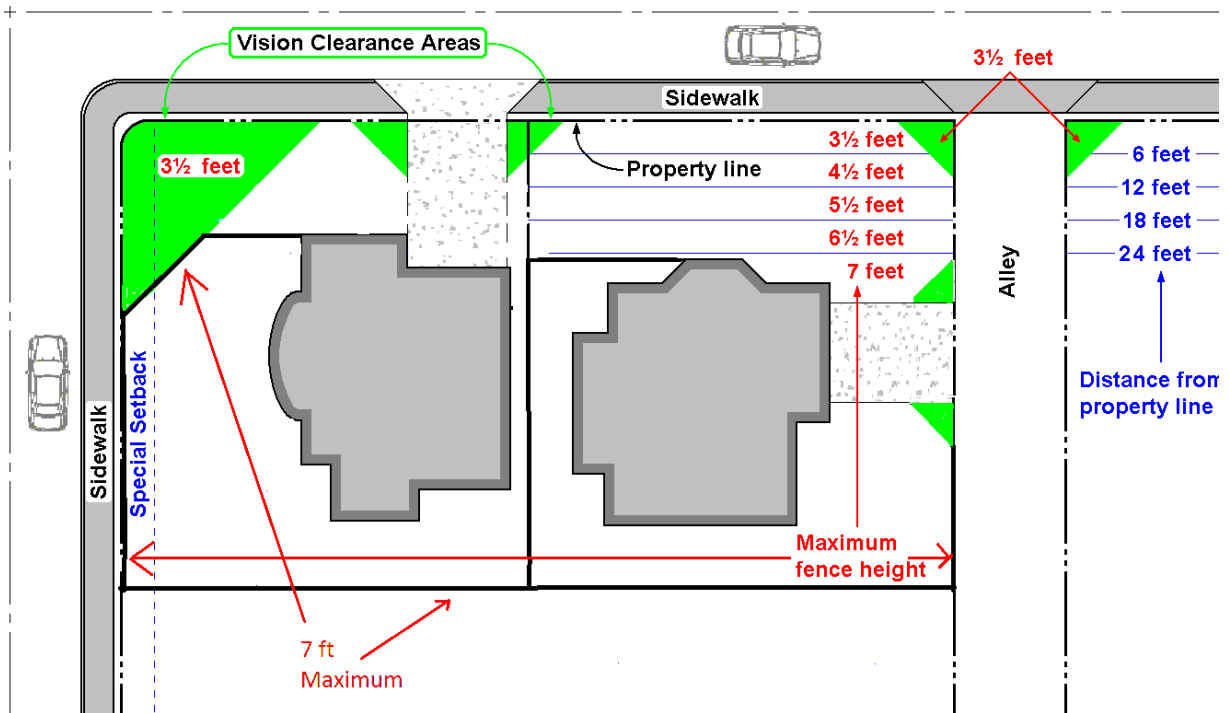 Vision Clearance Areas
3½ feet
Sidewalk
3½ feet
6 feet
3½ feet
Property line
4½ feet
12 feet
5½ feet
18 feet
6½ feet
24 feet
7 feet
Alley
Distance from
property line
Special Setback
Sidewalk
Maximum
fence height
7 ft
Maximum